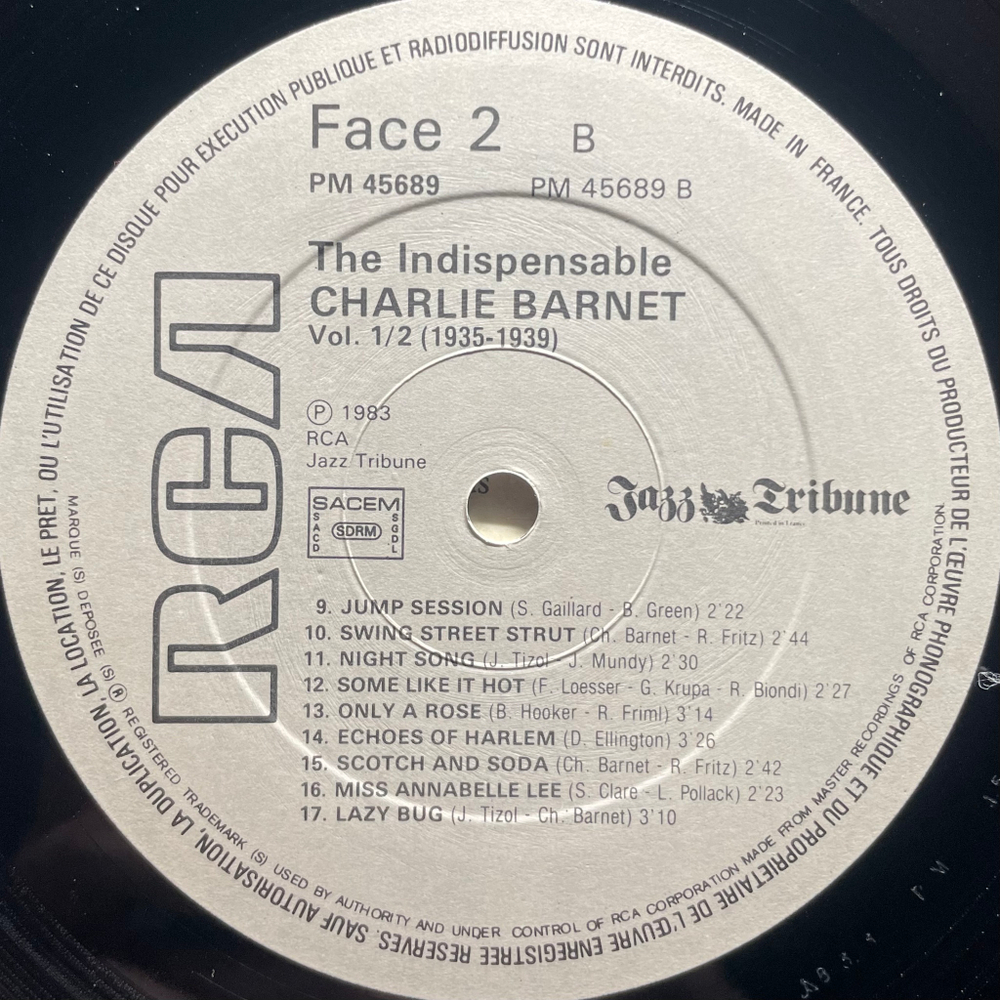 TOUS DROITS DU PRODUCTEUR DE L'ŒUVRE PHONOGRAPHIQUE ET DU PROPRIETAIRE DE L'ŒUVRE ENREGISTREE RESERVES. SAUF AUTORISATION, LA DUPLICATION, LA LOCATION, LE PRET, OU L'UTILISATION DE CE DISQUE POUR EXECUTION PUBLIQUE ET RADIODIFFUSION SONT INTERDITS. MADE IN FRANCE.
Face 2 B
PM 45689 PM 45689 B
The Indispensable
CHARLIE BARNET
Vol. 1/2 (1935-1939)
RCA
Ⓟ 1983
RCA
Jazz Tribune
SACEM
SACD
SDRM
SGDL
Jazz Tribune
Printed in France
9. JUMP SESSION (S. Gaillard - B. Green) 2'22
10. SWING STREET STRUT (Ch. Barnet - R. Fritz) 2'44
11. NIGHT SONG (J. Tizol - J. Mundy) 2'30
12. SOME LIKE IT HOT (F. Loesser - G. Krupa - R. Biondi) 2'27
13. ONLY A ROSE (B. Hooker - R. Friml) 3'14
14. ECHOES OF HARLEM (D. Ellington) 3'26
15. SCOTCH AND SODA (Ch. Barnet - R. Fritz) 2'42
16. MISS ANNABELLE LEE (S. Clare - L. Pollack) 2'23
17. LAZY BUG (J. Tizol - Ch. Barnet) 3'10
MARQUE (S) DEPOSEE (S) ® REGISTERED TRADEMARK (S) USED BY AUTHORITY AND UNDER CONTROL OF RCA CORPORATION MADE FROM MASTER RECORDINGS OF RCA CORPORATION